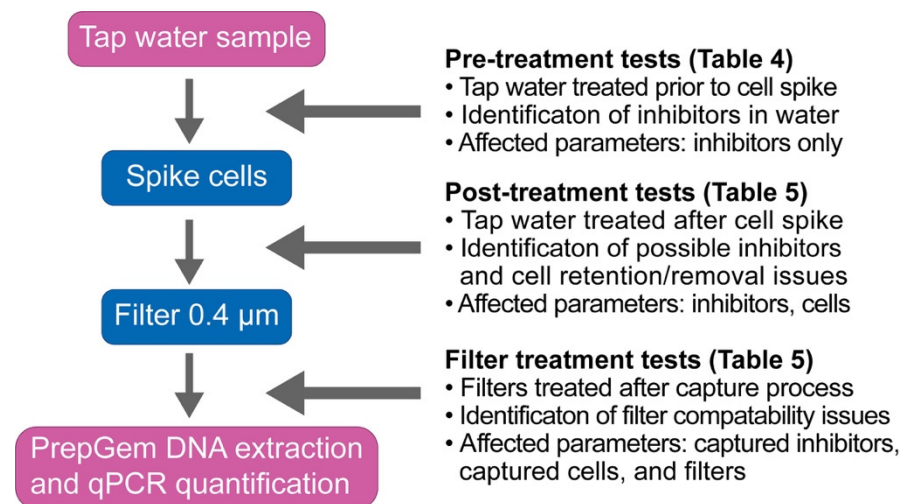 Tap water sample
Pre-treatment tests (Table 4)
• Tap water treated prior to cell spike
• Identificaton of inhibitors in water
• Affected parameters: inhibitors only
Spike cells
Post-treatment tests (Table 5)
• Tap water treated after cell spike
• Identificaton of possible inhibitors
and cell retention/removal issues
• Affected parameters: inhibitors, cells
Filter 0.4 µm
Filter treatment tests (Table 5)
• Filters treated after capture process
• Identificaton of filter compatability issues
• Affected parameters: captured inhibitors,
captured cells, and filters
PrepGem DNA extraction
and qPCR quantification